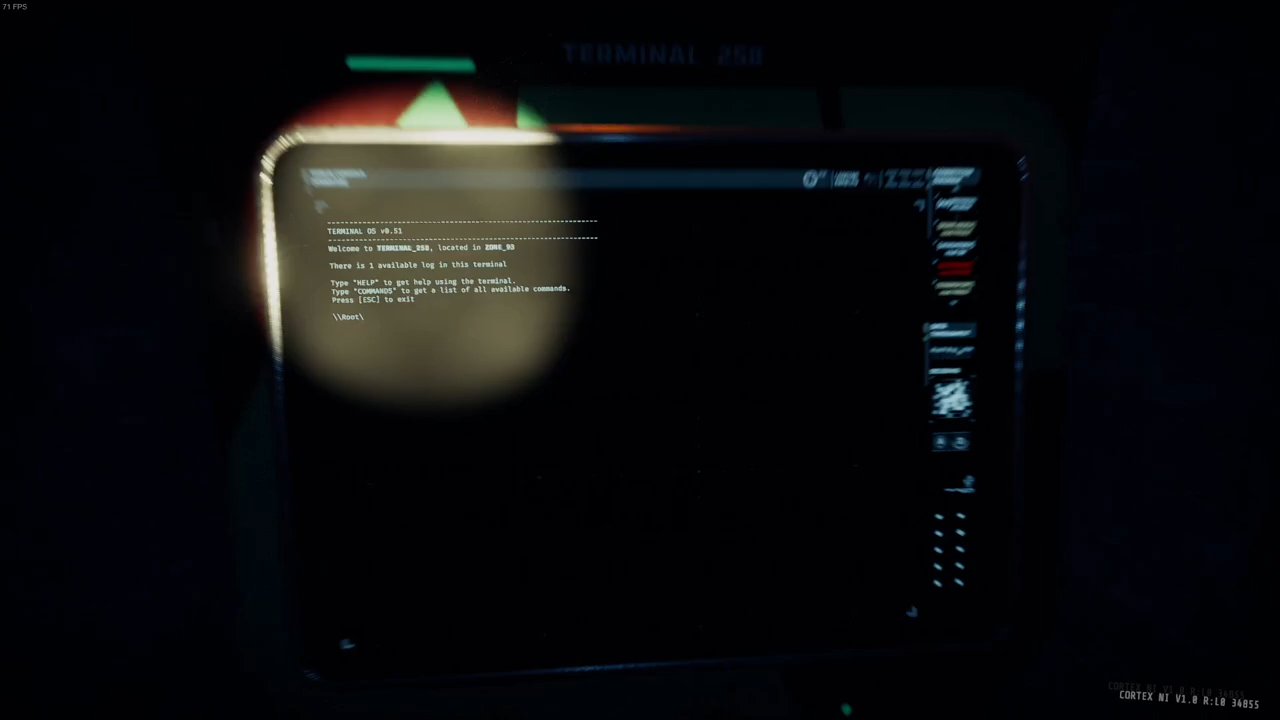 71 FPS
TERMINAL 258
TERMINAL OS v0.51
Welcome to TERMINAL_258, located in ZONE_93
There is 1 available log in this terminal
Type "HELP" to get help using the terminal.
Type "COMMANDS" to get a list of all available commands.
Press [ESC] to exit
\\Root\
CORTEX NI V1.0 R:L0 34855